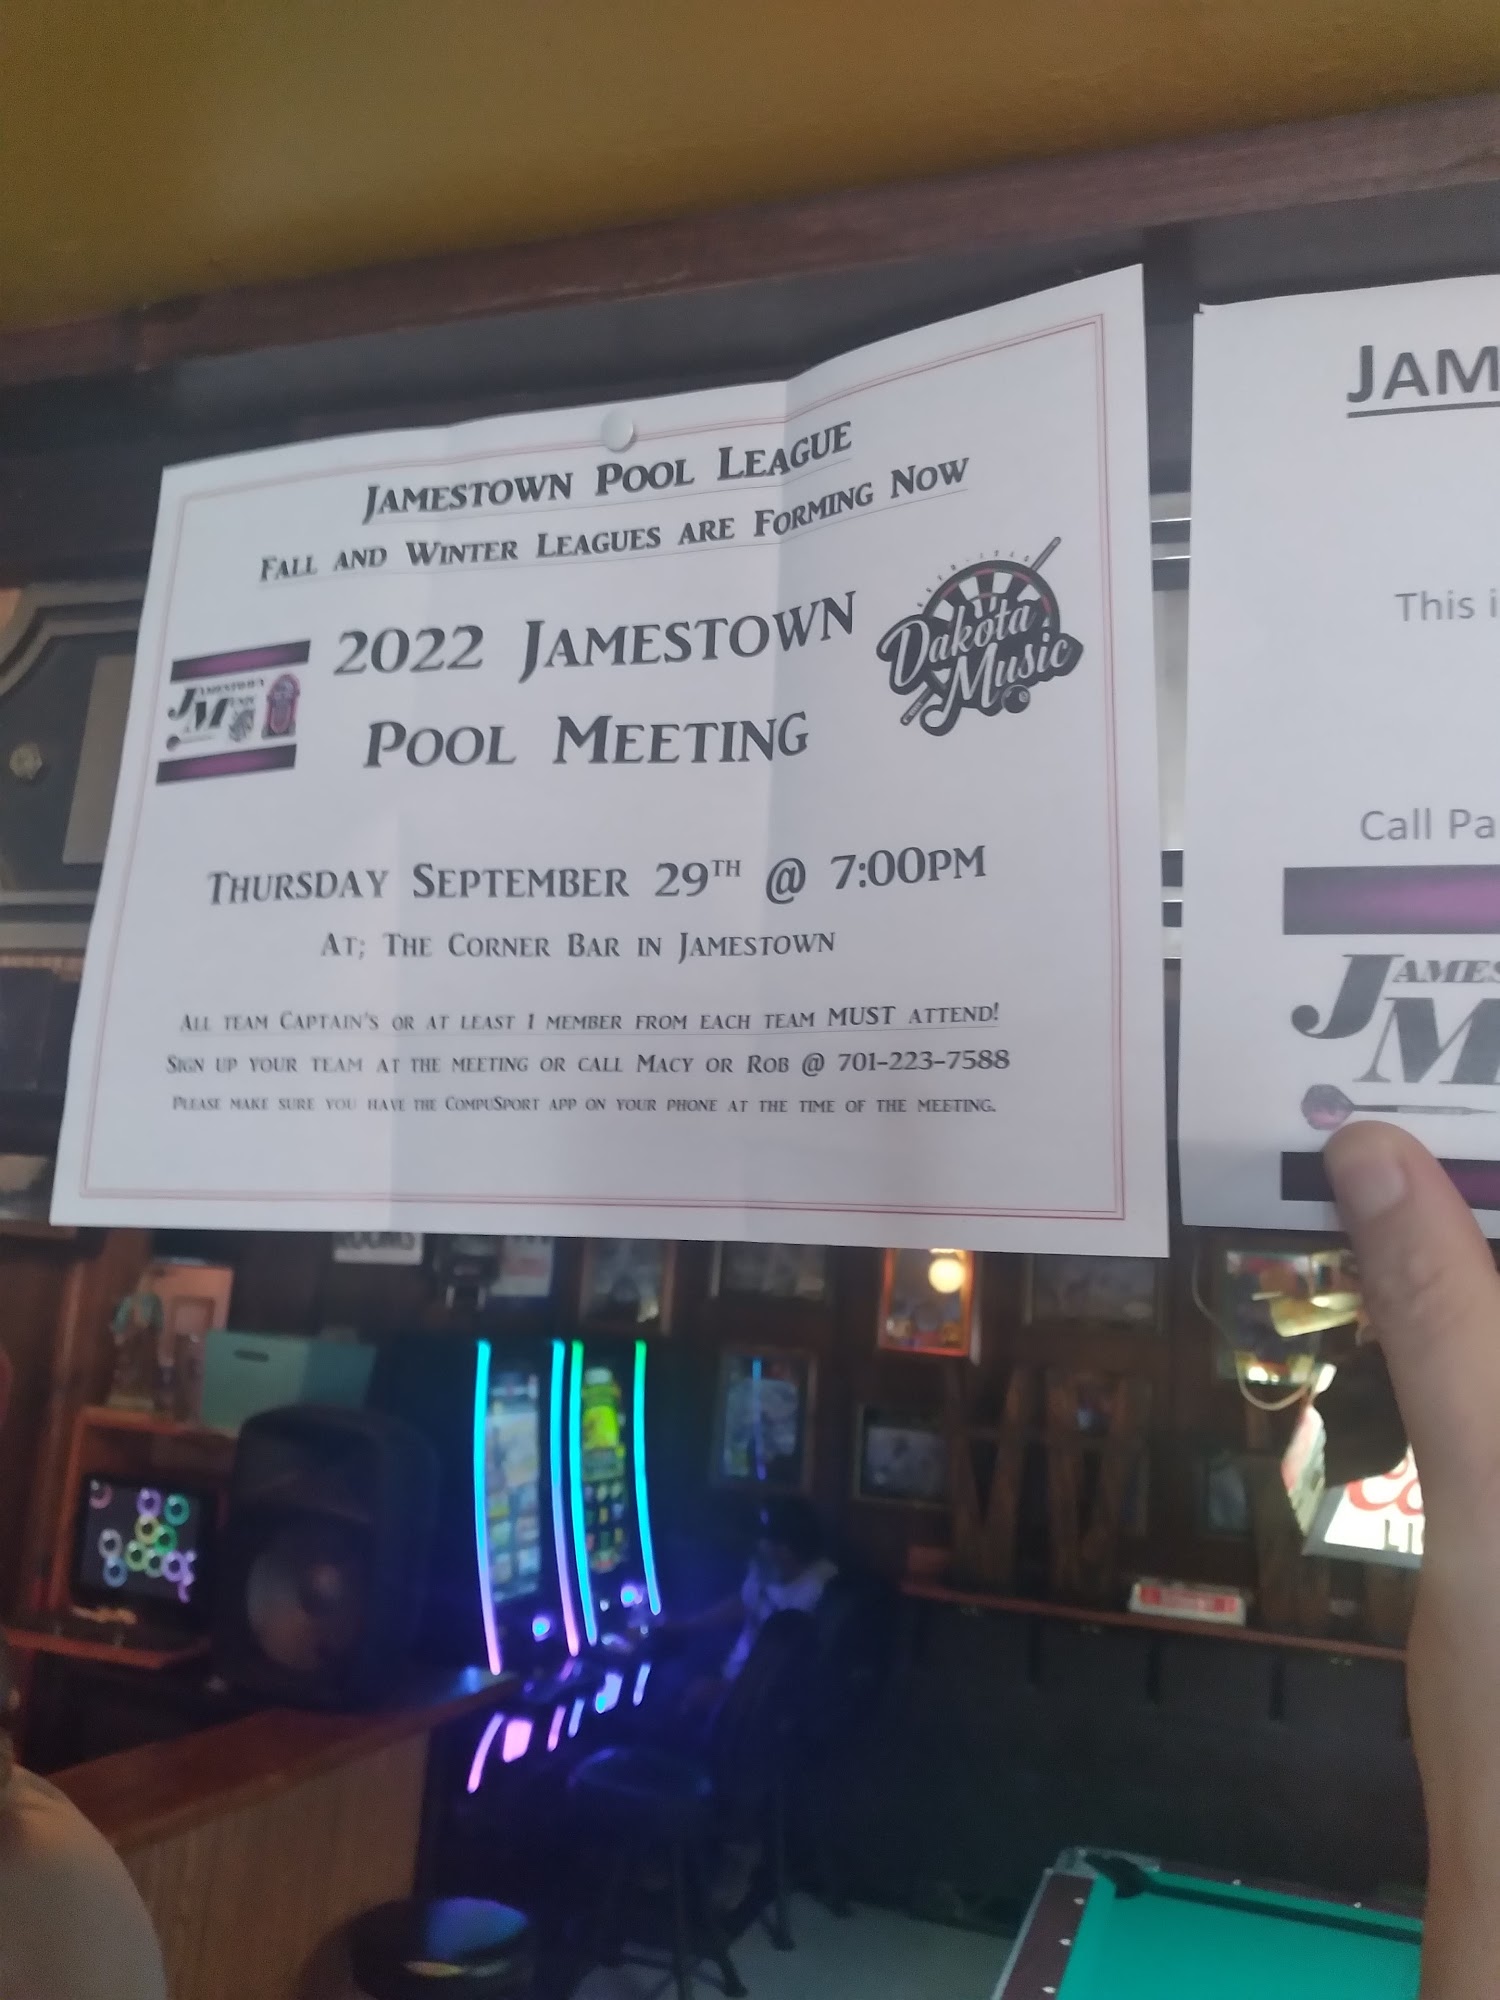 JAMESTOWN POOL LEAGUE
FALL AND WINTER LEAGUES ARE FORMING NOW
2022 JAMESTOWN
POOL MEETING
JAMESTOWN
MUSIC
Dakota
Music
THURSDAY SEPTEMBER 29TH @ 7:00PM
AT; THE CORNER BAR IN JAMESTOWN
ALL TEAM CAPTAIN'S OR AT LEAST 1 MEMBER FROM EACH TEAM MUST ATTEND!
SIGN UP YOUR TEAM AT THE MEETING OR CALL MACY OR ROB @ 701-223-7588
PLEASE MAKE SURE YOU HAVE THE COMPUSPORT APP ON YOUR PHONE AT THE TIME OF THE MEETING.
JAM
This i
Call Pa
JAMES
M
ROOMS